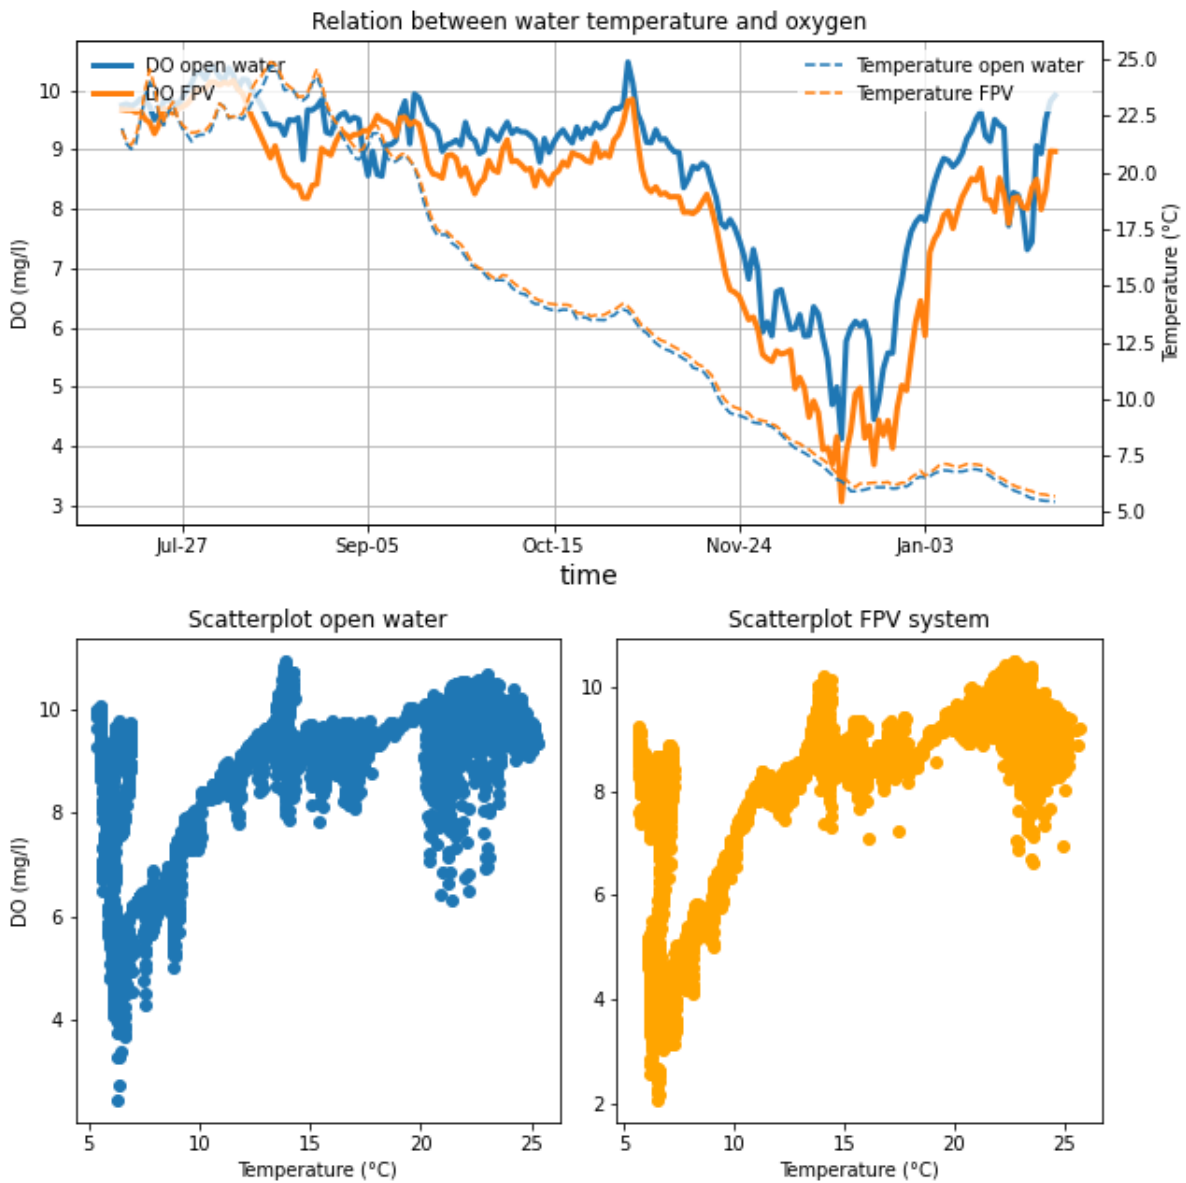 Relation between water temperature and oxygen
DO open water
DO FPV
Temperature open water
Temperature FPV
DO (mg/l)
10
9
8
7
6
5
4
3
25.0
22.5
20.0
17.5
15.0
12.5
10.0
7.5
5.0
Temperature (°C)
Jul-27 Sep-05 Oct-15 Nov-24 Jan-03
time
Scatterplot open water
DO (mg/l)
10
8
6
4
5 10 15 20 25
Temperature (°C)
Scatterplot FPV system
10
8
6
4
2
5 10 15 20 25
Temperature (°C)